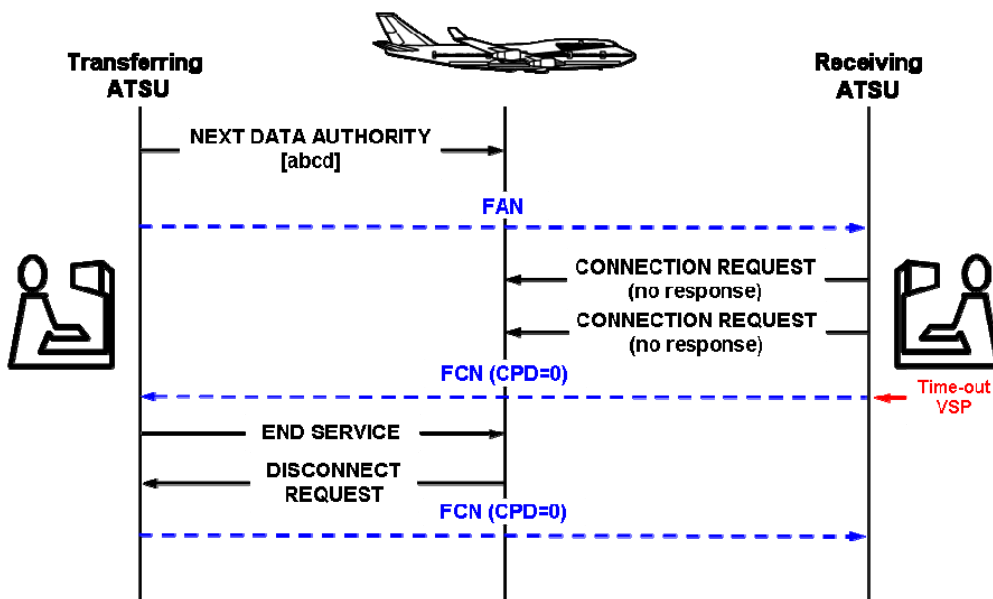 Transferring
ATSU
Receiving
ATSU
NEXT DATA AUTHORITY
[abcd]
FAN
CONNECTION REQUEST
(no response)
CONNECTION REQUEST
(no response)
FCN (CPD=0)
Time-out
VSP
END SERVICE
DISCONNECT
REQUEST
FCN (CPD=0)